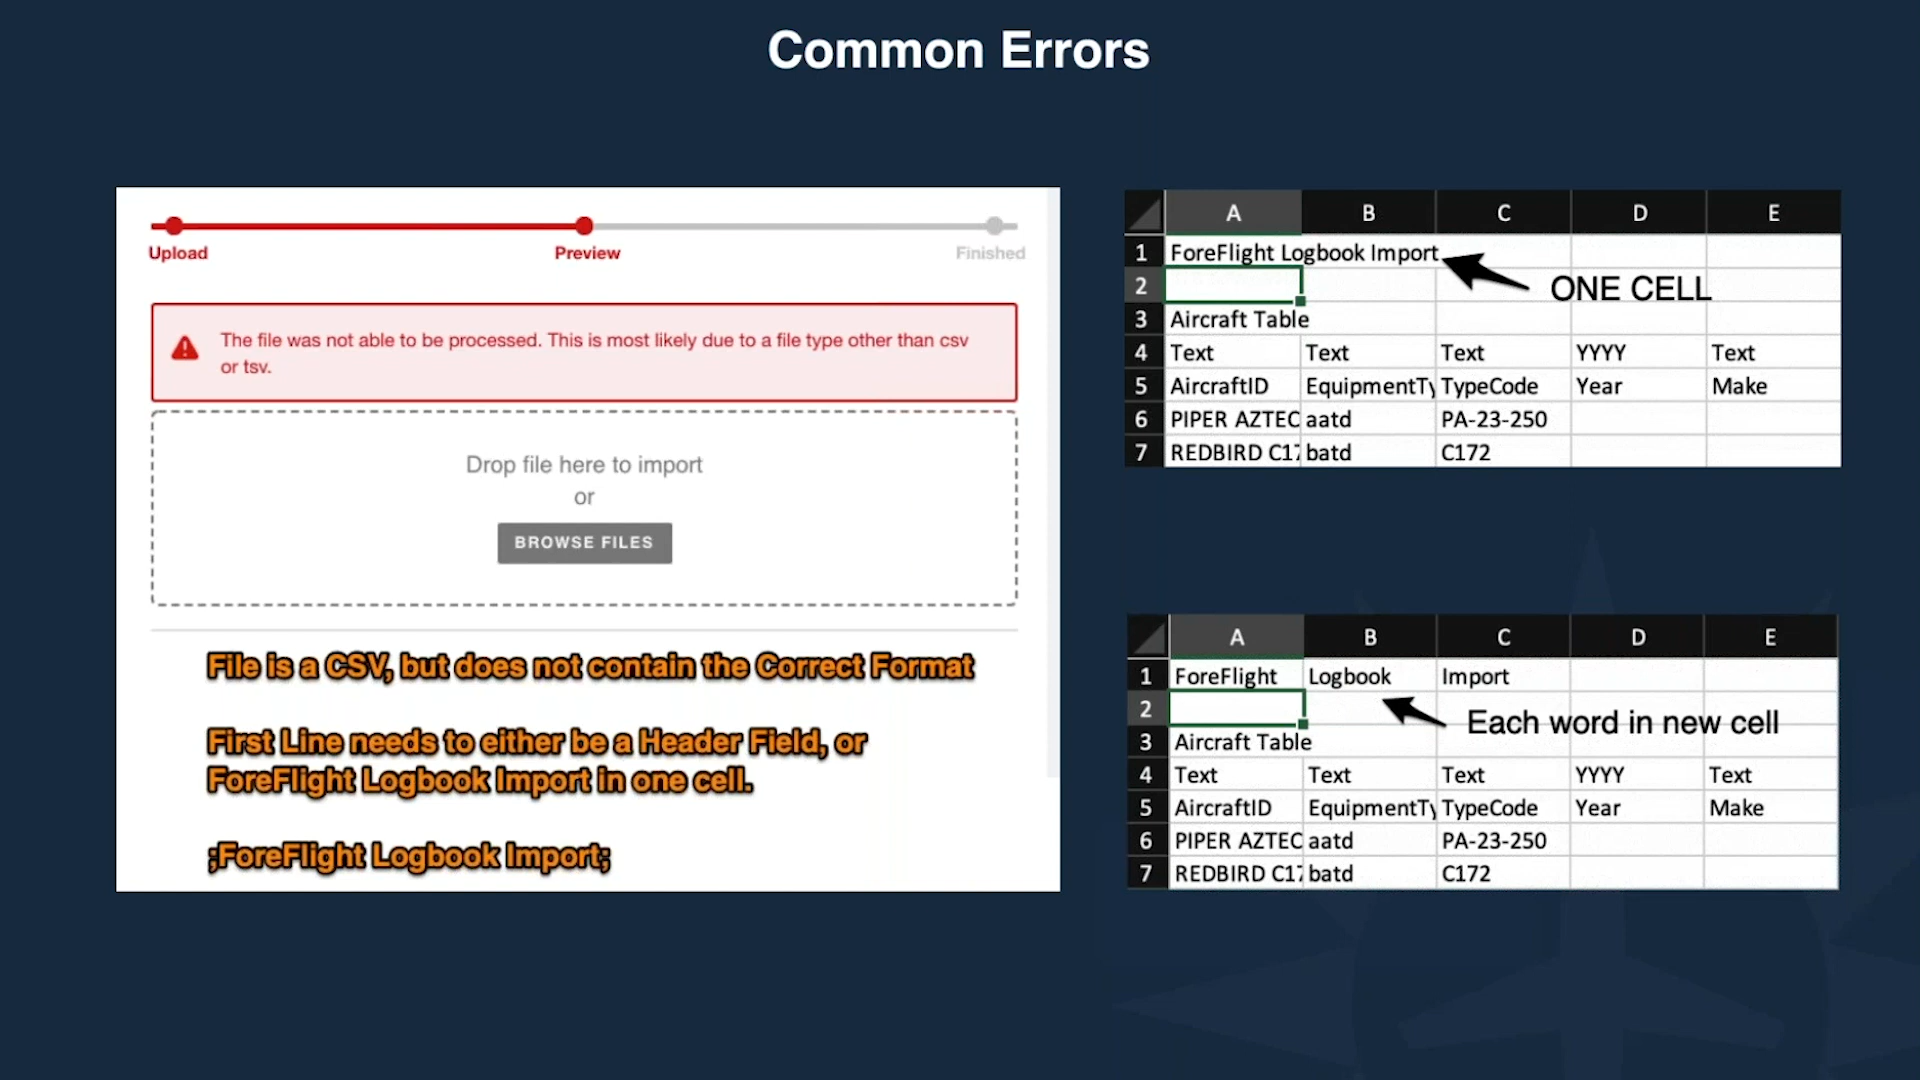 Common Errors
Upload Preview Finished
The file was not able to be processed. This is most likely due to a file type other than csv
or tsv.
Drop file here to import
or
BROWSE FILES
File is a CSV, but does not contain the Correct Format
First Line needs to either be a Header Field, or
ForeFlight Logbook Import in one cell.
;ForeFlight Logbook Import;
A B C D E
1 ForeFlight Logbook Import
ONE CELL
2
3 Aircraft Table
4 Text Text Text YYYY Text
5 AircraftID EquipmentTy TypeCode Year Make
6 PIPER AZTEC aatd PA-23-250
7 REDBIRD C17 batd C172
A B C D E
1 ForeFlight Logbook Import
2
Each word in new cell
3 Aircraft Table
4 Text Text Text YYYY Text
5 AircraftID EquipmentTy TypeCode Year Make
6 PIPER AZTEC aatd PA-23-250
7 REDBIRD C17 batd C172